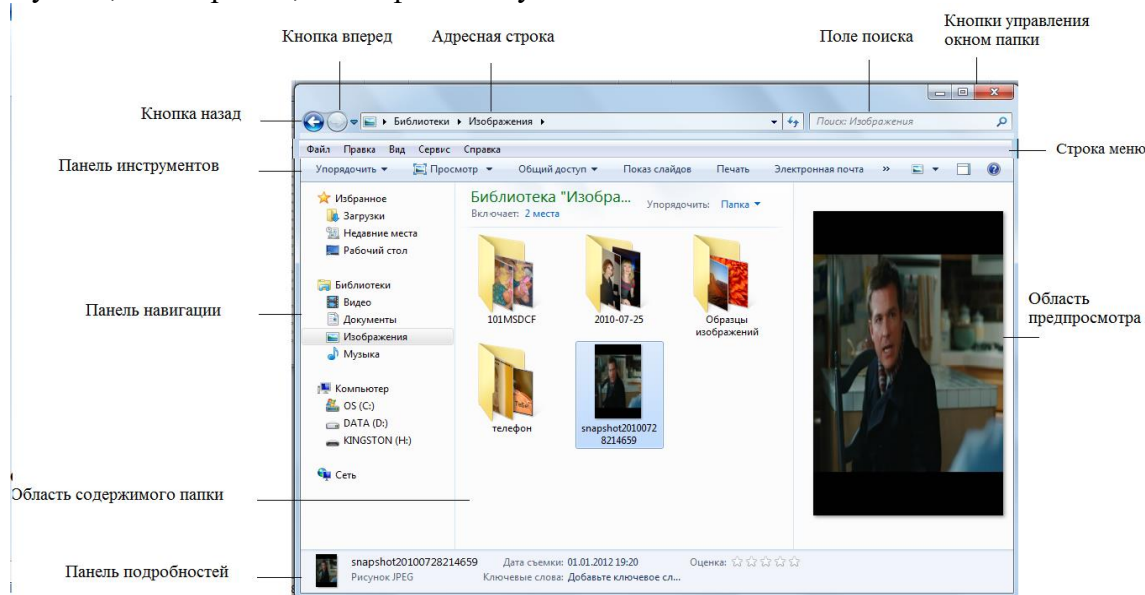 Кнопки управления
окном папки
Кнопка вперед
Адресная строка
Поле поиска
Кнопка назад
Библиотеки
Изображения
Поиск: Изображения
Файл Правка Вид Сервис Справка
Строка меню
Панель инструментов
Упорядочить Просмотр Общий доступ Показ слайдов Печать Электронная почта »
Избранное
Загрузки
Недавние места
Рабочий стол
Библиотеки
Видео
Документы
Изображения
Музыка
Компьютер
OS (C:)
DATA (D:)
KINGSTON (H:)
Сеть
Панель навигации
Библиотека "Изобра...
Включает: 2 места
Упорядочить: Папка
101MSDCF
2010-07-25
Образцы
изображений
телефон
snapshot2010072
8214659
Область
предпросмотра
Область содержимого папки
Панель подробностей
snapshot20100728214659
Рисунок JPEG
Дата съемки: 01.01.2012 19:20
Ключевые слова: Добавьте ключевое сл...
Оценка: